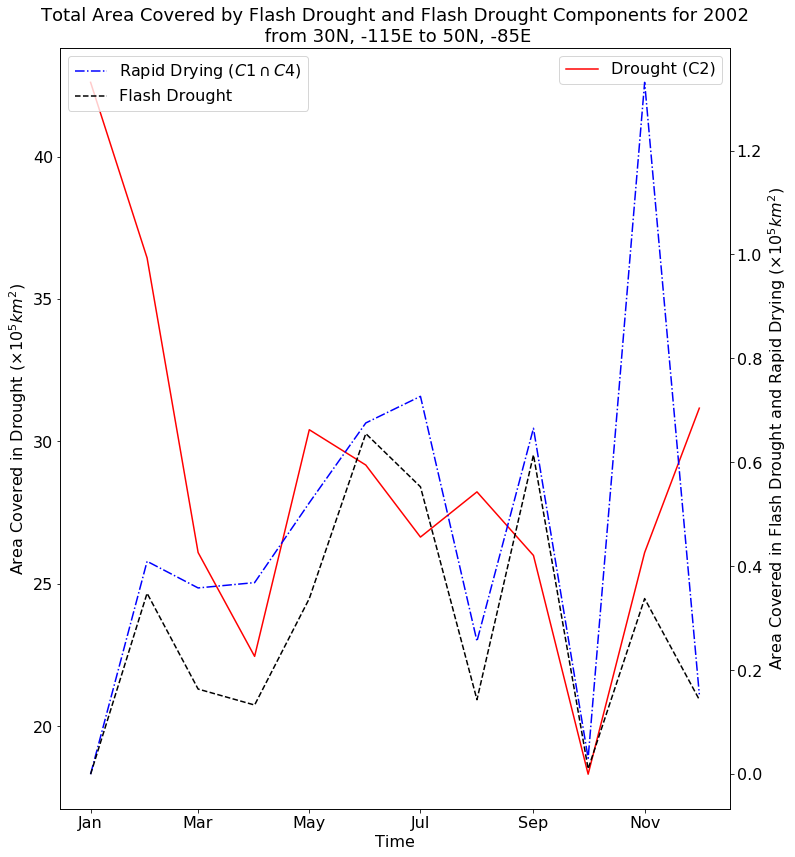 Total Area Covered by Flash Drought and Flash Drought Components for 2002
from 30N, -115E to 50N, -85E
Rapid Drying (C1 ∩ C4)
Flash Drought
Drought (C2)
Area Covered in Drought (×10⁵km²)
40
35
30
25
20
1.2
1.0
0.8
0.6
0.4
0.2
0.0
Area Covered in Flash Drought and Rapid Drying (×10⁵km²)
Jan Mar May Jul Sep Nov
Time